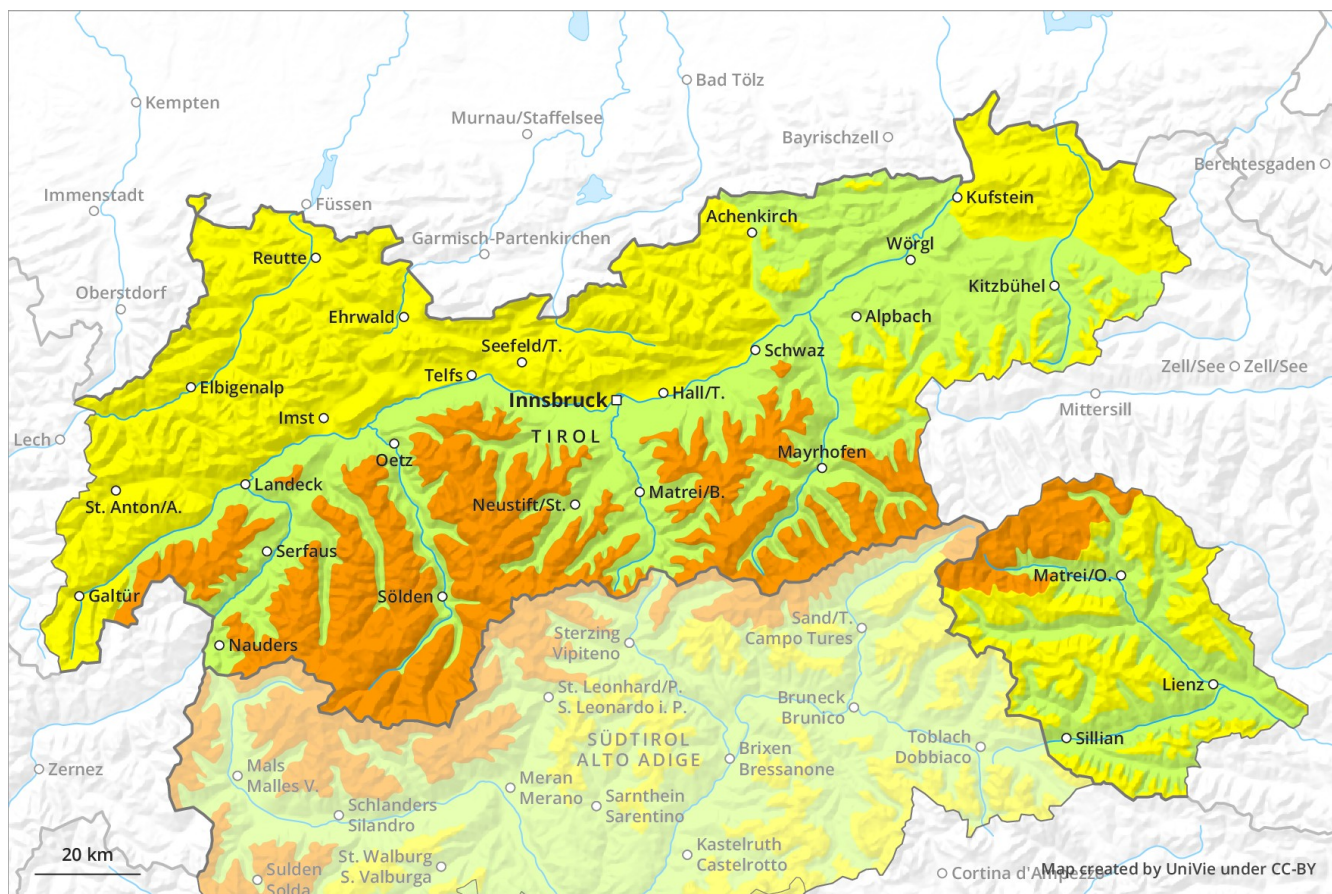 Bad Tölz
Kempten
Murnau/Staffelsee
Bayrischzell
Berchtesgaden
Immenstadt
Füssen
Kufstein
Achenkirch
Garmisch-Partenkirchen
Wörgl
Reutte
Kitzbühel
Oberstdorf
Ehrwald
Alpbach
Seefeld/T.
Schwaz
Telfs
Zell/See
Zell/See
Elbigenalp
Innsbruck
Hall/T.
Mittersill
Imst
Lech
TIROL
Oetz
Mayrhofen
Landeck
Matrei/B.
St. Anton/A.
Neustift/St.
Serfaus
Matrei/O.
Galtür
Sölden
Sand/T.
Campo Tures
Sterzing
Vipiteno
Nauders
Lienz
St. Leonhard/P.
S. Leonardo i. P.
Bruneck
Brunico
SÜDTIROL
ALTO ADIGE
Toblach
Dobbiaco
Sillian
Brixen
Bressanone
Zernez
Mals
Malles V.
Meran
Merano
Sarnthein
Sarentino
Schlanders
Silandro
Kastelruth
Castelrotto
20 km
St. Walburg
S. Valburga
Sulden
Solda
Cortina d'Ampezzo
Map created by UniVie under CC-BY